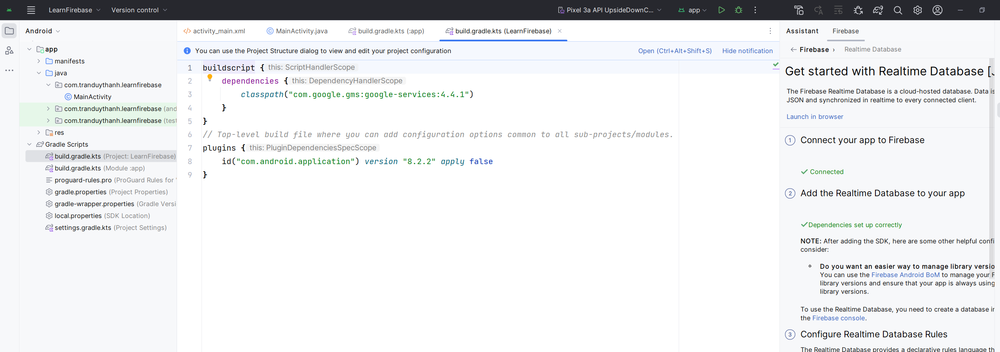 LearnFirebase
Version control
Pixel 3a API UpsideDownC...
app
Android
app
manifests
java
com.tranduythanh.learnfirebase
MainActivity
com.tranduythanh.learnfirebase (and
com.tranduythanh.learnfirebase (test
res
Gradle Scripts
build.gradle.kts (Project: LearnFirebase)
build.gradle.kts (Module :app)
proguard-rules.pro (ProGuard Rules for "
gradle.properties (Project Properties)
gradle-wrapper.properties (Gradle Versi
local.properties (SDK Location)
settings.gradle.kts (Project Settings)
activity_main.xml
MainActivity.java
build.gradle.kts (:app)
build.gradle.kts (LearnFirebase)
You can use the Project Structure dialog to view and edit your project configuration
Open (Ctrl+Alt+Shift+S)
Hide notification
1 buildscript { this: ScriptHandlerScope
2 dependencies { this: DependencyHandlerScope
3 classpath("com.google.gms:google-services:4.4.1")
4 }
5 }
6 // Top-level build file where you can add configuration options common to all sub-projects/modules.
7 plugins { this: PluginDependenciesSpecScope
8 id("com.android.application") version "8.2.2" apply false
9 }
Assistant
Firebase
Firebase ›
Realtime Database
Get started with Realtime Database [J
The Firebase Realtime Database is a cloud-hosted database. Data is
JSON and synchronized in realtime to every connected client.
Launch in browser
1 Connect your app to Firebase
Connected
2 Add the Realtime Database to your app
Dependencies set up correctly
NOTE: After adding the SDK, here are some other helpful confi
consider:
Do you want an easier way to manage library versio
You can use the Firebase Android BoM to manage your F
library versions and ensure that your app is always using
library versions.
To use the Realtime Database, you need to create a database in
the Firebase console.
3 Configure Realtime Database Rules
The Realtime Database provides a declarative rules language th